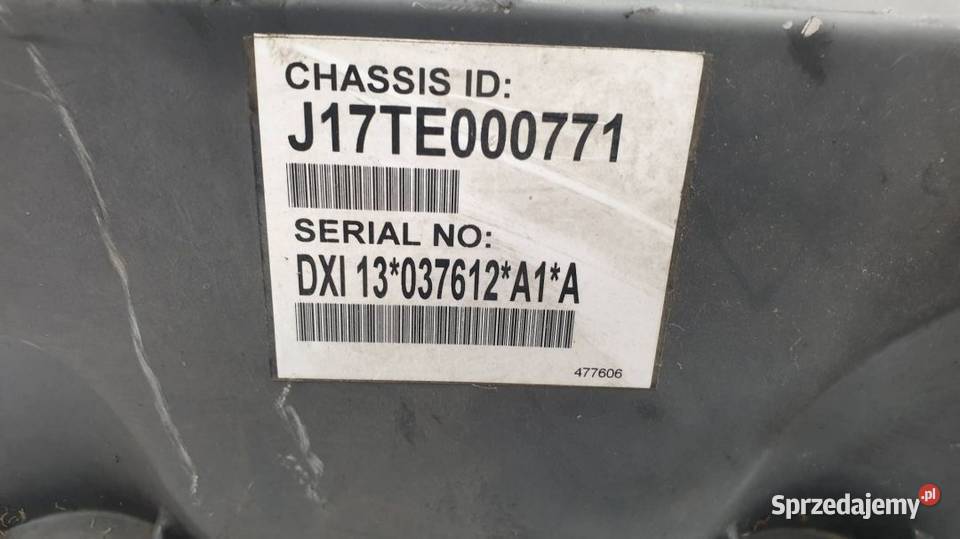 CHASSIS ID:
J17TE000771
SERIAL NO:
DXI 13*037612*A1*A
477606
Sprzedajemy.pl